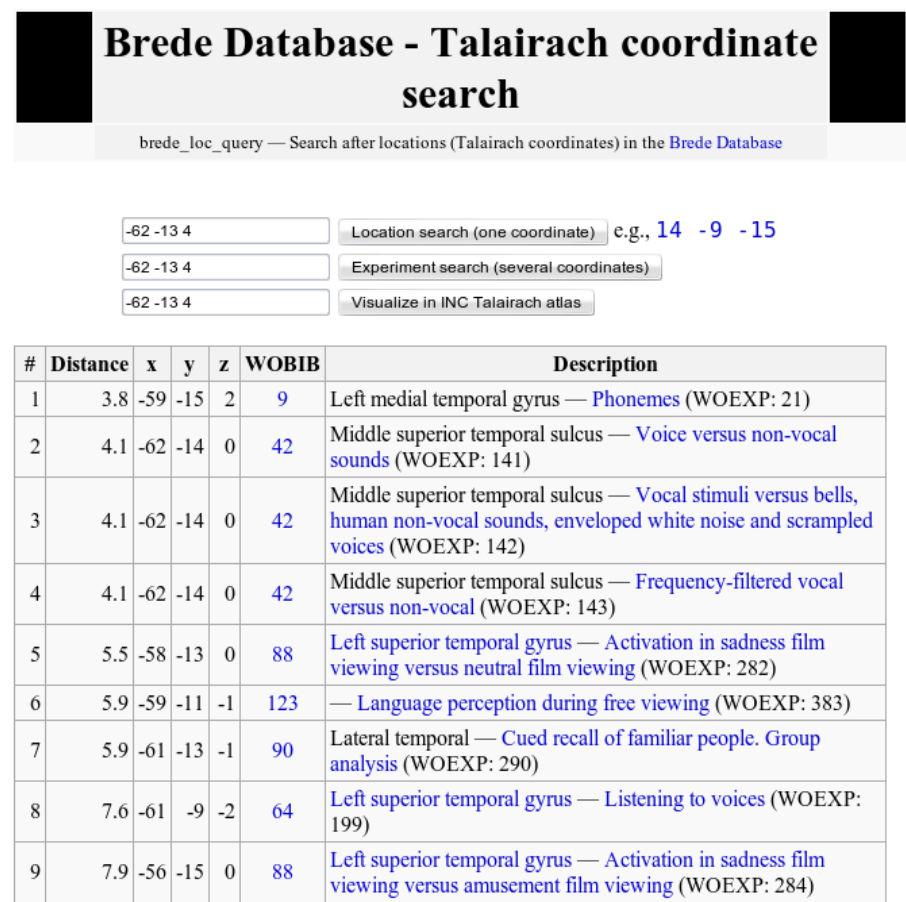 Brede Database - Talairach coordinate
search
brede_loc_query — Search after locations (Talairach coordinates) in the Brede Database
-62 -13 4 Location search (one coordinate) e.g., 14 -9 -15
-62 -13 4 Experiment search (several coordinates)
-62 -13 4 Visualize in INC Talairach atlas
# Distance x y z WOBIB Description
1 3.8 -59 -15 2 9 Left medial temporal gyrus — Phonemes (WOEXP: 21)
2 4.1 -62 -14 0 42 Middle superior temporal sulcus — Voice versus non-vocal
sounds (WOEXP: 141)
3 4.1 -62 -14 0 42 Middle superior temporal sulcus — Vocal stimuli versus bells,
human non-vocal sounds, enveloped white noise and scrampled
voices (WOEXP: 142)
4 4.1 -62 -14 0 42 Middle superior temporal sulcus — Frequency-filtered vocal
versus non-vocal (WOEXP: 143)
5 5.5 -58 -13 0 88 Left superior temporal gyrus — Activation in sadness film
viewing versus neutral film viewing (WOEXP: 282)
6 5.9 -59 -11 -1 123 — Language perception during free viewing (WOEXP: 383)
7 5.9 -61 -13 -1 90 Lateral temporal — Cued recall of familiar people. Group
analysis (WOEXP: 290)
8 7.6 -61 -9 -2 64 Left superior temporal gyrus — Listening to voices (WOEXP:
199)
9 7.9 -56 -15 0 88 Left superior temporal gyrus — Activation in sadness film
viewing versus amusement film viewing (WOEXP: 284)